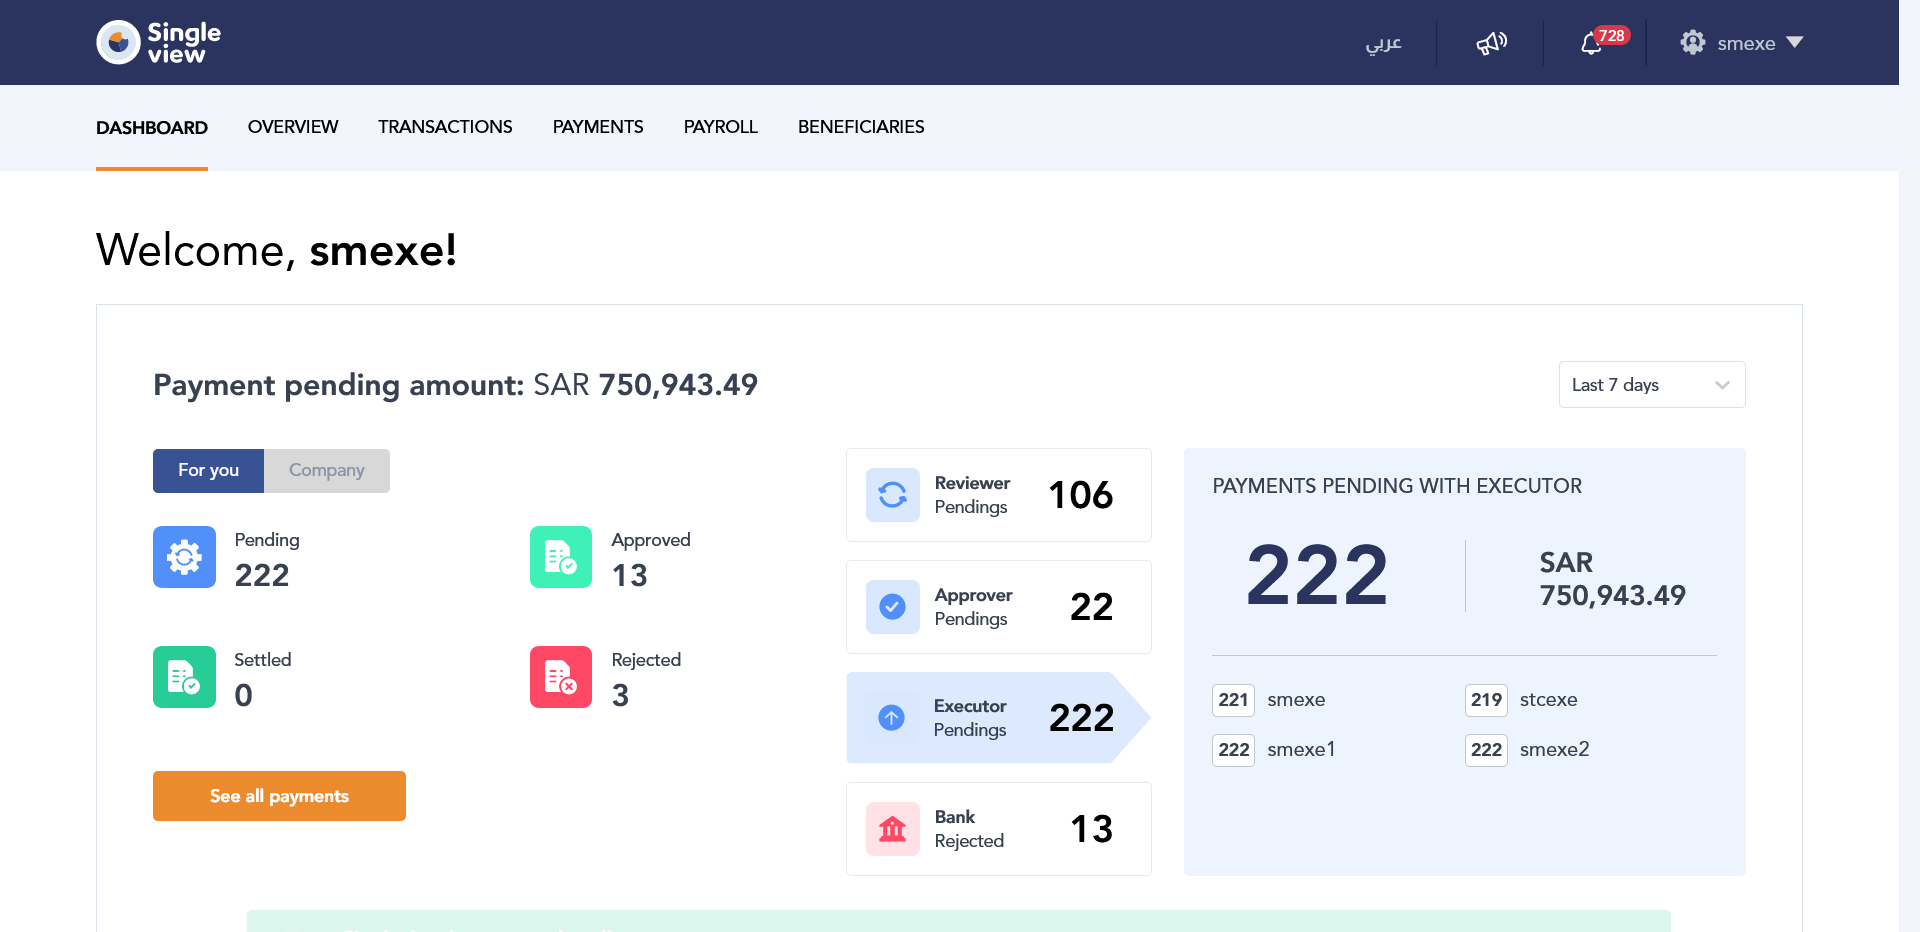 Single
view
عربي
728
smexe
DASHBOARD
OVERVIEW
TRANSACTIONS
PAYMENTS
PAYROLL
BENEFICIARIES
Welcome, smexe!
Payment pending amount: SAR 750,943.49
Last 7 days
For you
Company
Pending
222
Approved
13
Settled
0
Rejected
3
See all payments
Reviewer
Pendings
106
Approver
Pendings
22
Executor
Pendings
222
Bank
Rejected
13
PAYMENTS PENDING WITH EXECUTOR
222
SAR
750,943.49
221 smexe
219 stcexe
222 smexe1
222 smexe2